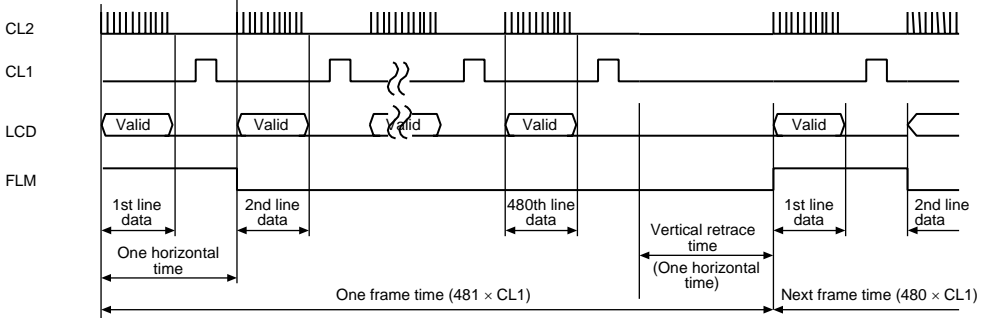 CL2
CL1
LCD
Valid
Valid
Valid
Valid
Valid
FLM
1st line
data
2nd line
data
480th line
data
1st line
data
2nd line
data
One horizontal
time
Vertical retrace
time
(One horizontal
time)
One frame time (481 × CL1)
Next frame time (480 × CL1)